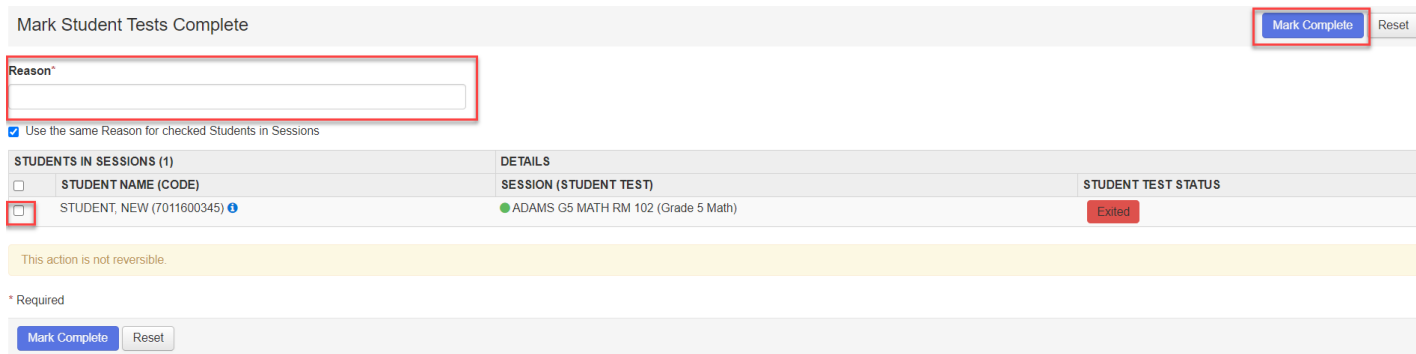 Mark Student Tests Complete
Mark Complete Reset
Reason*
Use the same Reason for checked Students in Sessions
STUDENTS IN SESSIONS (1) DETAILS
STUDENT NAME (CODE) SESSION (STUDENT TEST) STUDENT TEST STATUS
STUDENT, NEW (7011600345) ADAMS G5 MATH RM 102 (Grade 5 Math) Exited
This action is not reversible.
* Required
Mark Complete Reset